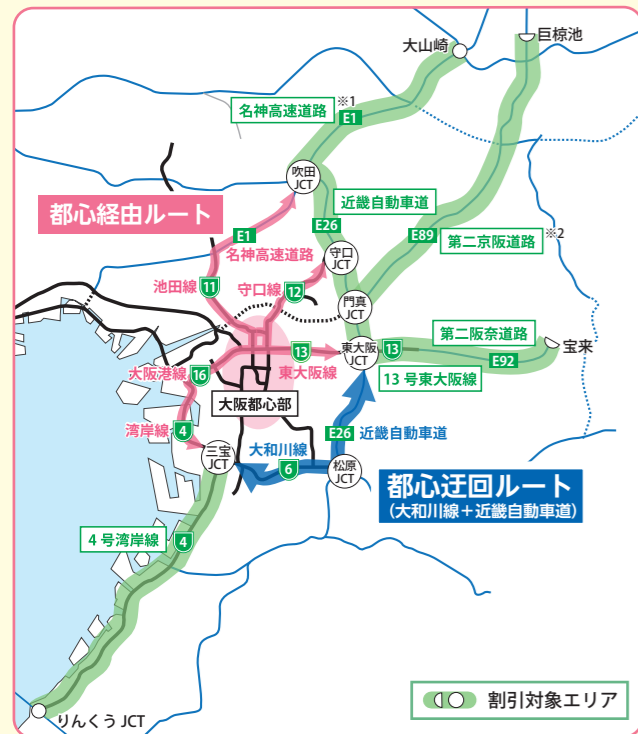 大山崎
巨椋池
名神高速道路
※1
E1
吹田
JCT
近畿自動車道
都心経由ルート
E26
E89
第二京阪道路
※2
E1
名神高速道路
守口
JCT
池田線
11
守口線
12
門真
JCT
第二阪奈道路
宝来
大阪港線
16
13
東大阪線
東大阪
JCT
13
E92
13号東大阪線
大阪都心部
湾岸線
4
三宝
JCT
大和川線
6
E26
近畿自動車道
松原
JCT
都心迂回ルート
(大和川線+近畿自動車道)
4号湾岸線
4
りんくうJCT
割引対象エリア